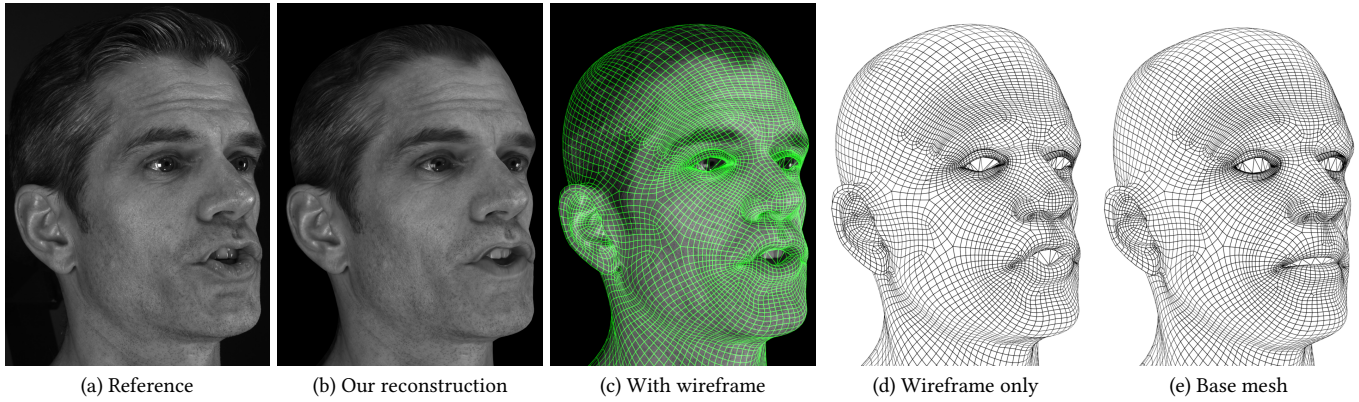 (a) Reference
(b) Our reconstruction
(c) With wireframe
(d) Wireframe only
(e) Base mesh